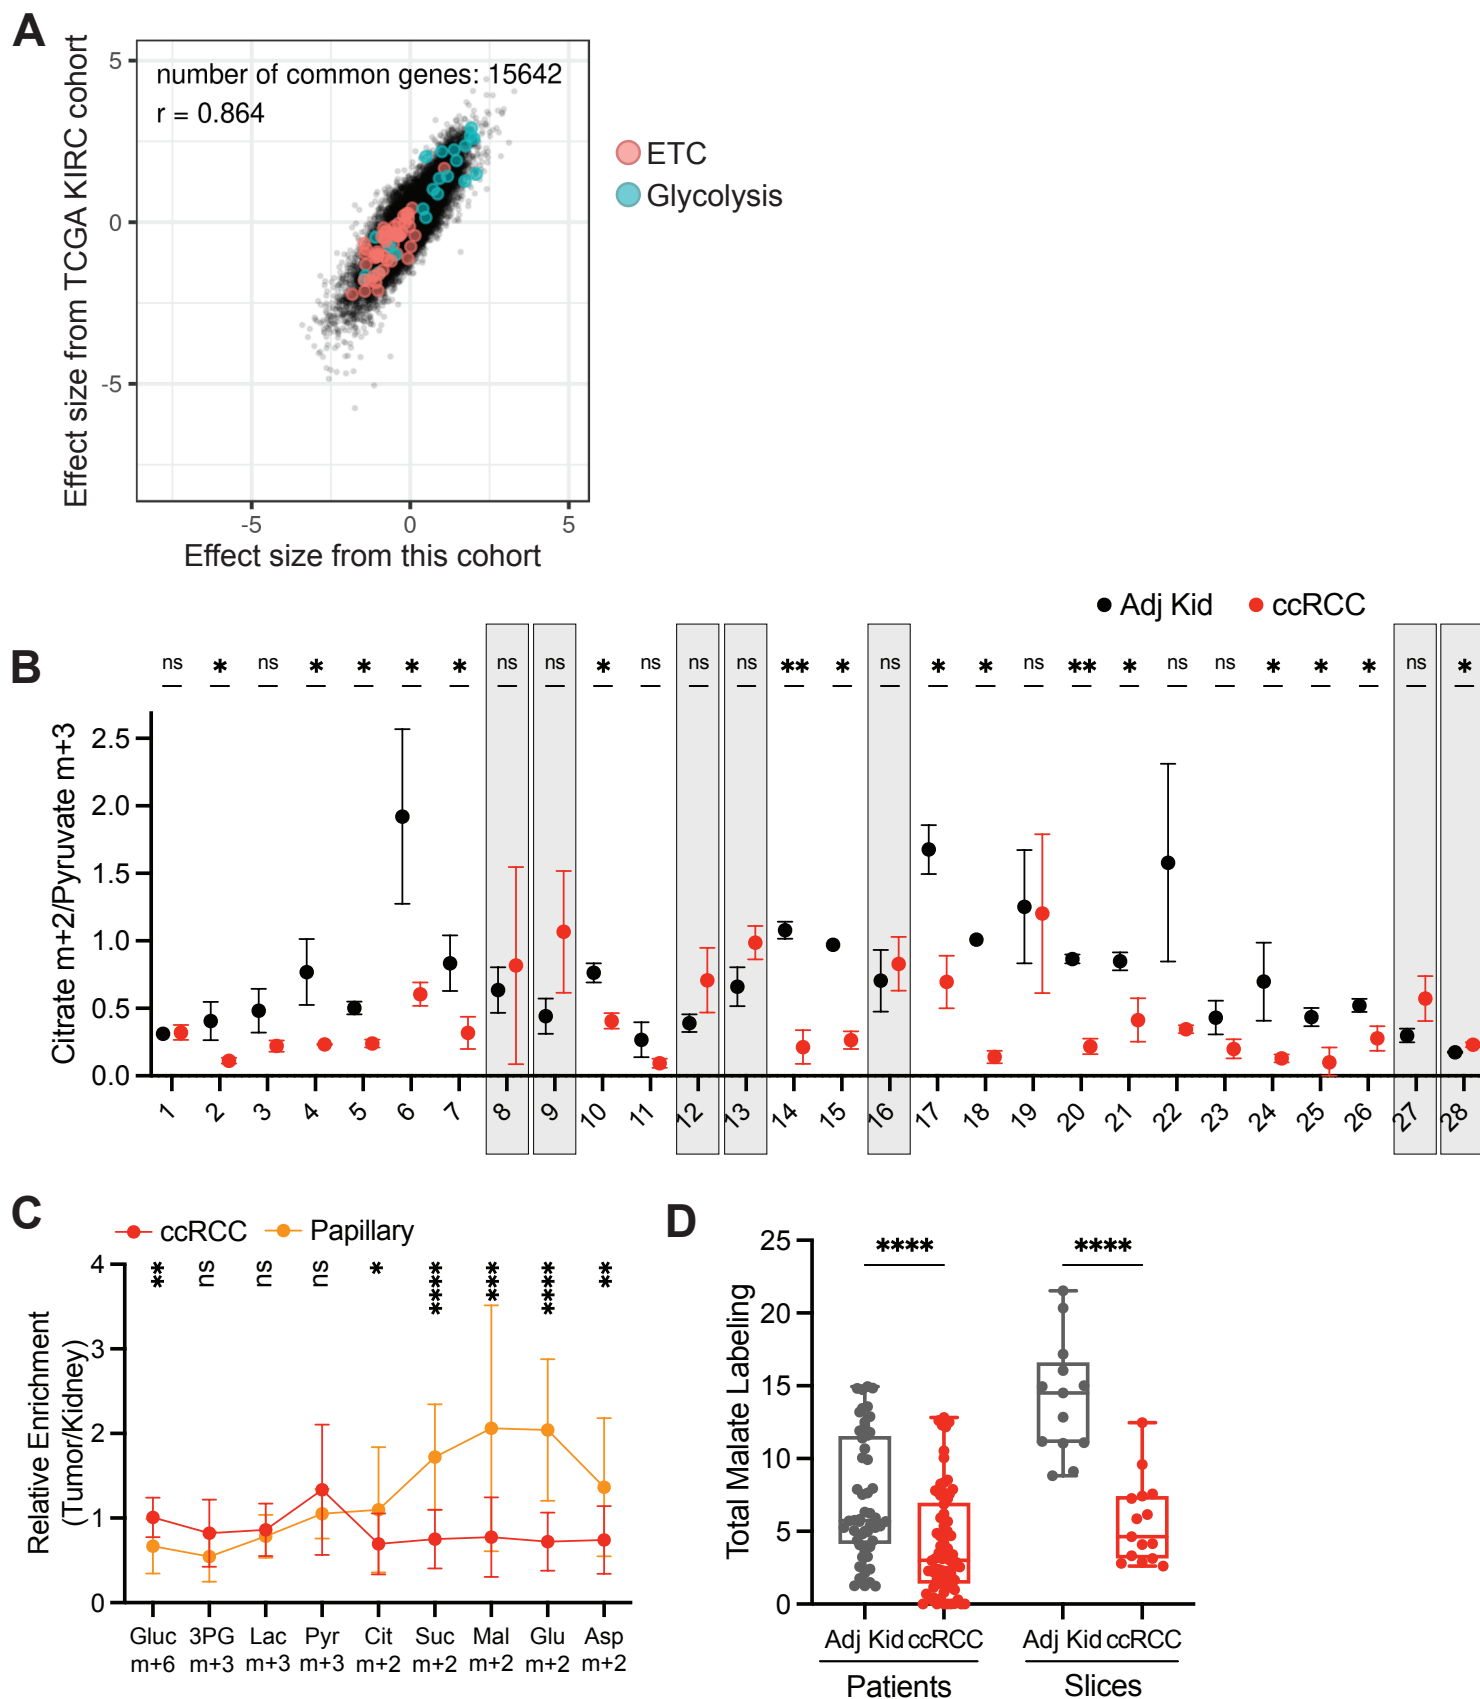 A
Effect size from TCGA KIRC cohort
number of common genes: 15642
r = 0.864
5
0
-5
-5 0 5
Effect size from this cohort
ETC
Glycolysis
Adj Kid ccRCC
B
ns * ns * * * * ns ns * ns ns ns ** * ns * * ns ** * ns ns * * * ns *
Citrate m+2/Pyruvate m+3
2.5
2.0
1.5
1.0
0.5
0.0
1 2 3 4 5 6 7 8 9 10 11 12 13 14 15 16 17 18 19 20 21 22 23 24 25 26 27 28
C
ccRCC Papillary
Relative Enrichment
(Tumor/Kidney)
** ns ns ns * **** *** **** **
4
3
2
1
0
Gluc 3PG Lac Pyr Cit Suc Mal Glu Asp
m+6 m+3 m+3 m+3 m+2 m+2 m+2 m+2 m+2
D
Total Malate Labeling
**** ****
25
20
15
10
5
0
Adj Kid ccRCC Adj Kid ccRCC
Patients Slices